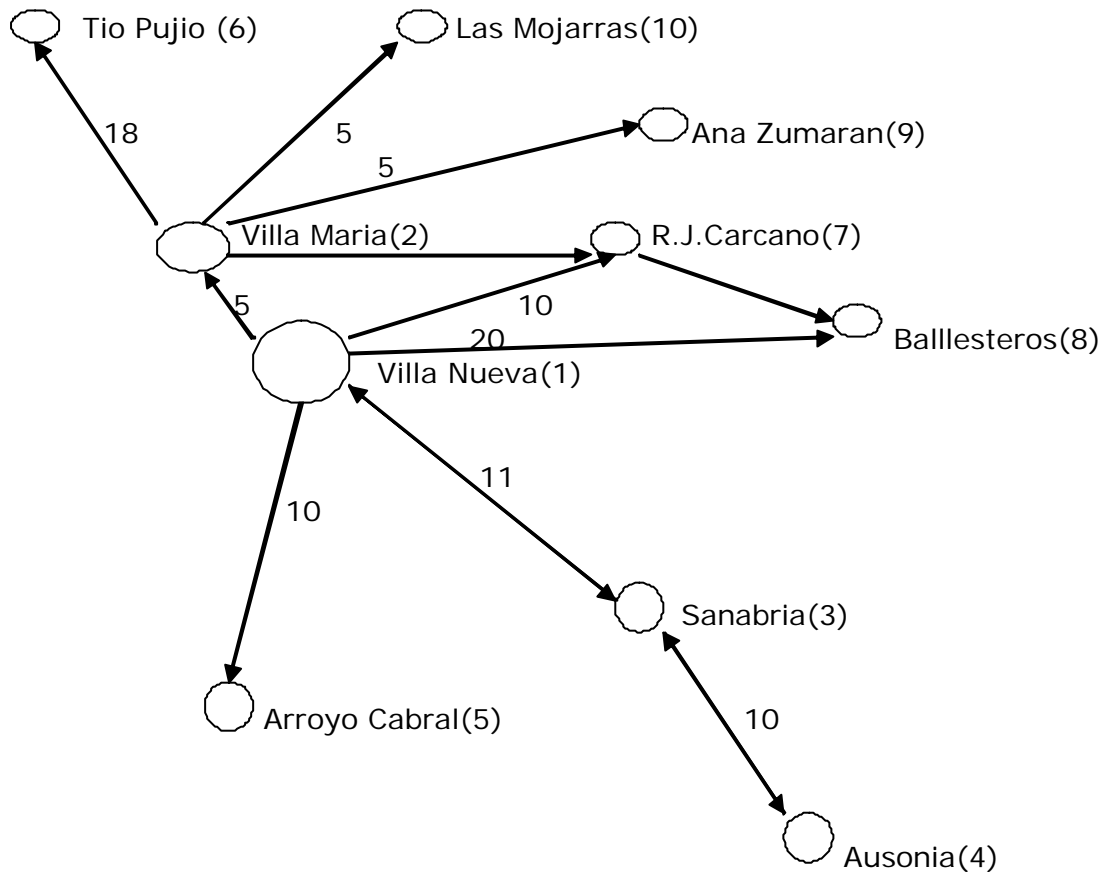 Tio Pujio (6)
Las Mojarras(10)
18
5
Ana Zumaran(9)
5
Villa Maria(2)
R.J.Carcano(7)
5
10
20
Balllesteros(8)
Villa Nueva(1)
11
10
Sanabria(3)
Arroyo Cabral(5)
10
Ausonia(4)